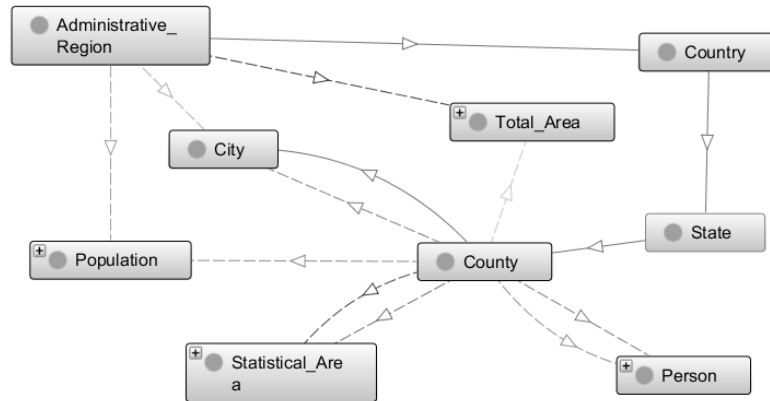 Administrative_
Region
Country
Total_Area
City
State
Population
County
Statistical_Are
a
Person